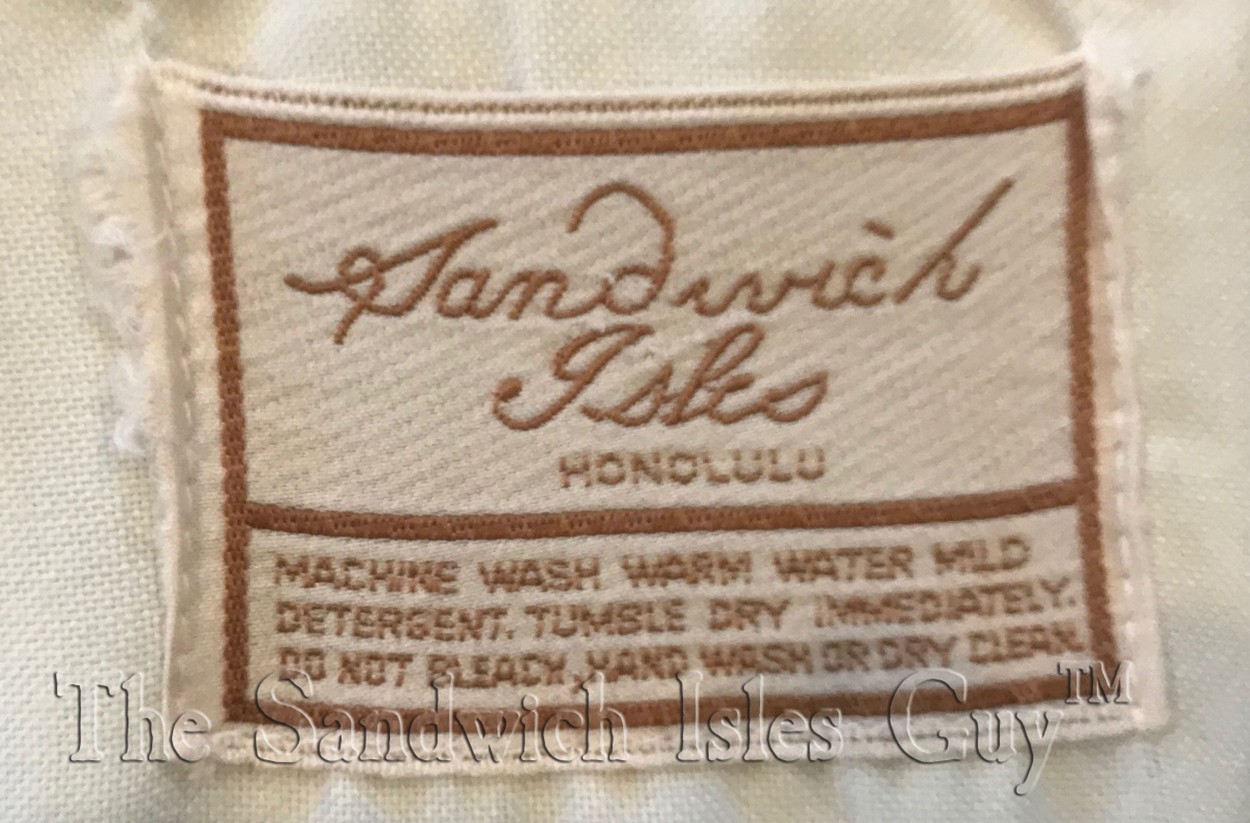 Sandwich
Isles
HONOLULU
MACHINE WASH WARM WATER MILD
DETERGENT. TUMBLE DRY IMMEDIATELY.
DO NOT BLEACH, HAND WASH OR DRY CLEAN.
The Sandwich Isles Guy™